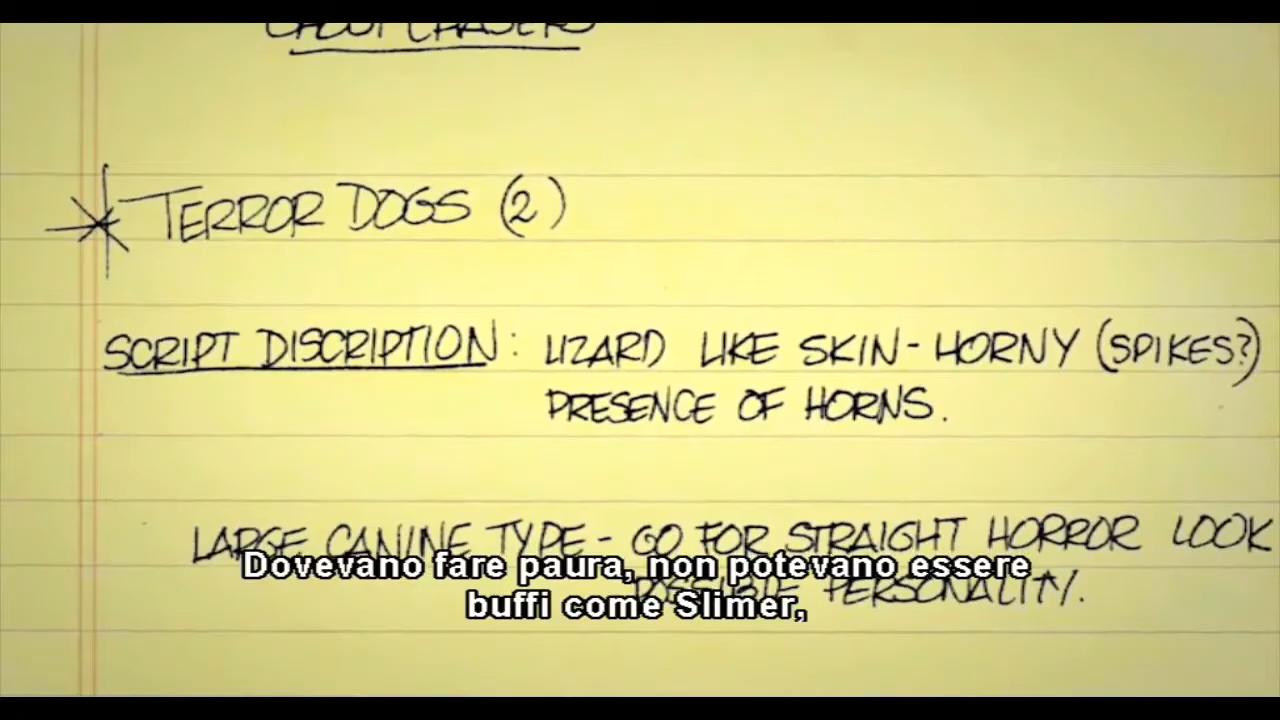 TERROR DOGS (2)
SCRIPT DISCRIPTION: LIZARD LIKE SKIN - HORNY (SPIKES?)
PRESENCE OF HORNS.
LARGE CANINE TYPE - GO FOR STRAIGHT HORROR LOOK
POSSIBLE PERSONALITY.
Dovevano fare paura, non potevano essere
buffi come Slimer,